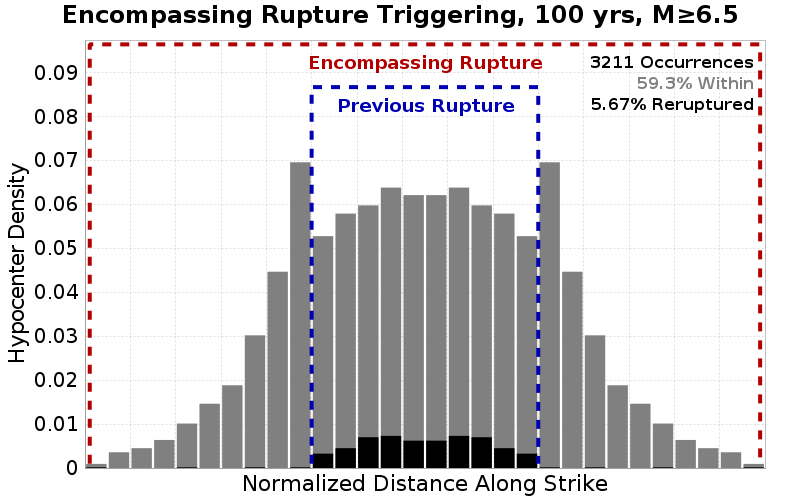 Encompassing Rupture Triggering, 100 yrs, M≥6.5
Encompassing Rupture
Previous Rupture
3211 Occurrences
59.3% Within
5.67% Reruptured
Hypocenter Density
0.09
0.08
0.07
0.06
0.05
0.04
0.03
0.02
0.01
0
Normalized Distance Along Strike